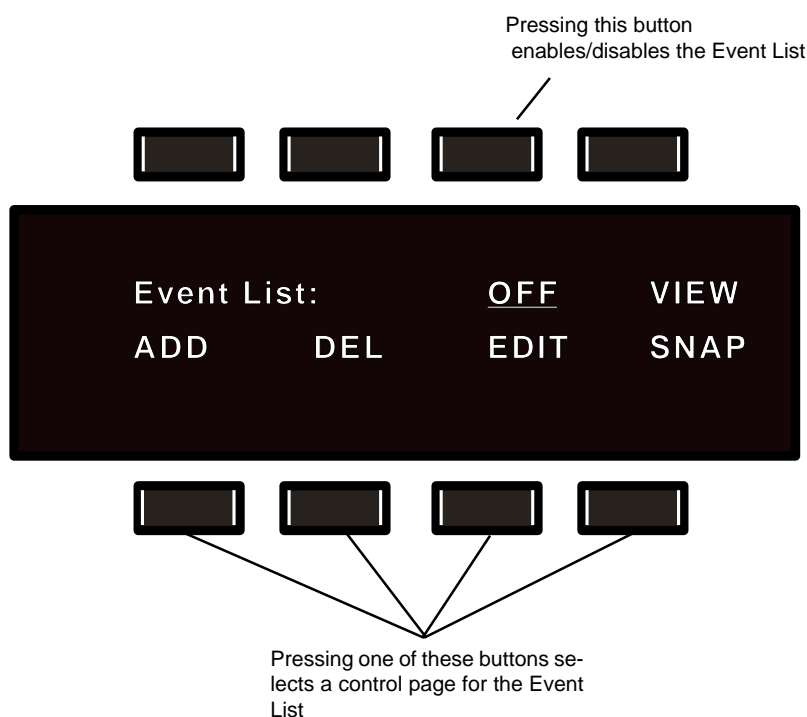 Pressing this button
enables/disables the Event List
Event List: OFF VIEW
ADD DEL EDIT SNAP
Pressing one of these buttons se-
lects a control page for the Event
List